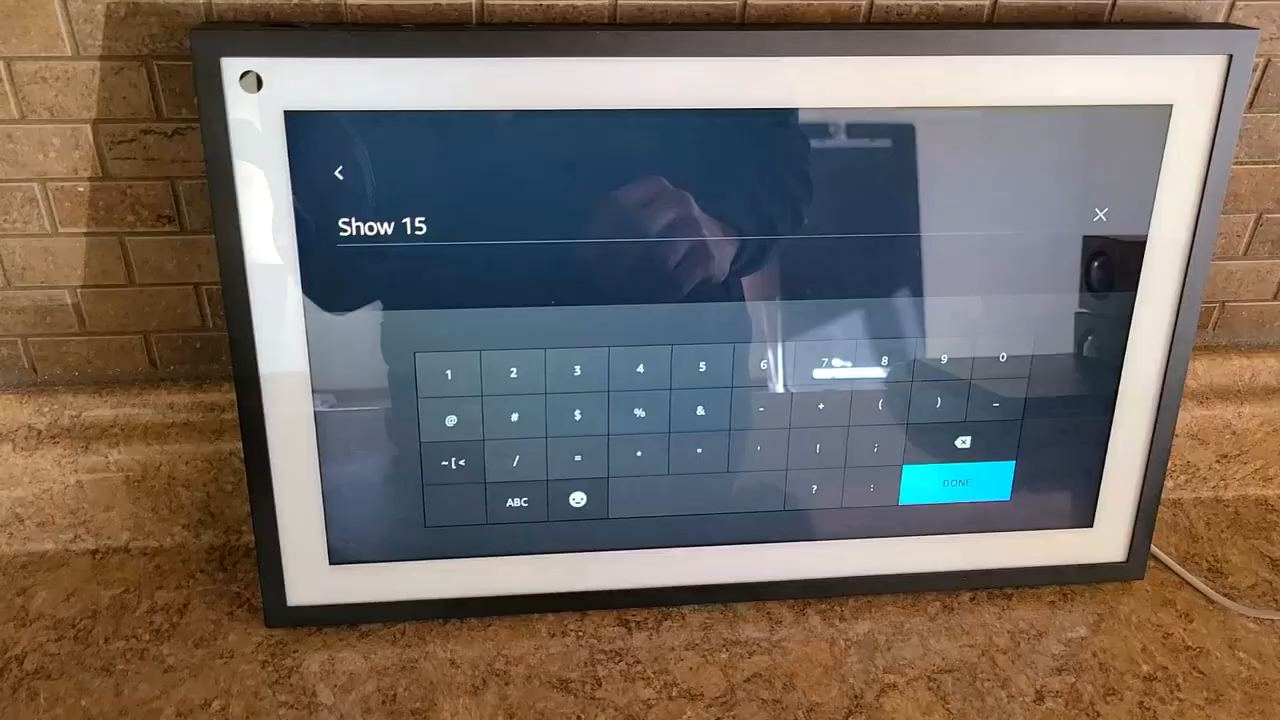 Show 15
1 2 3 4 5 6 7 8 9 0
@ # $ % & - + ( ) _
~[< / = * " ' ! ;
ABC ? : DONE